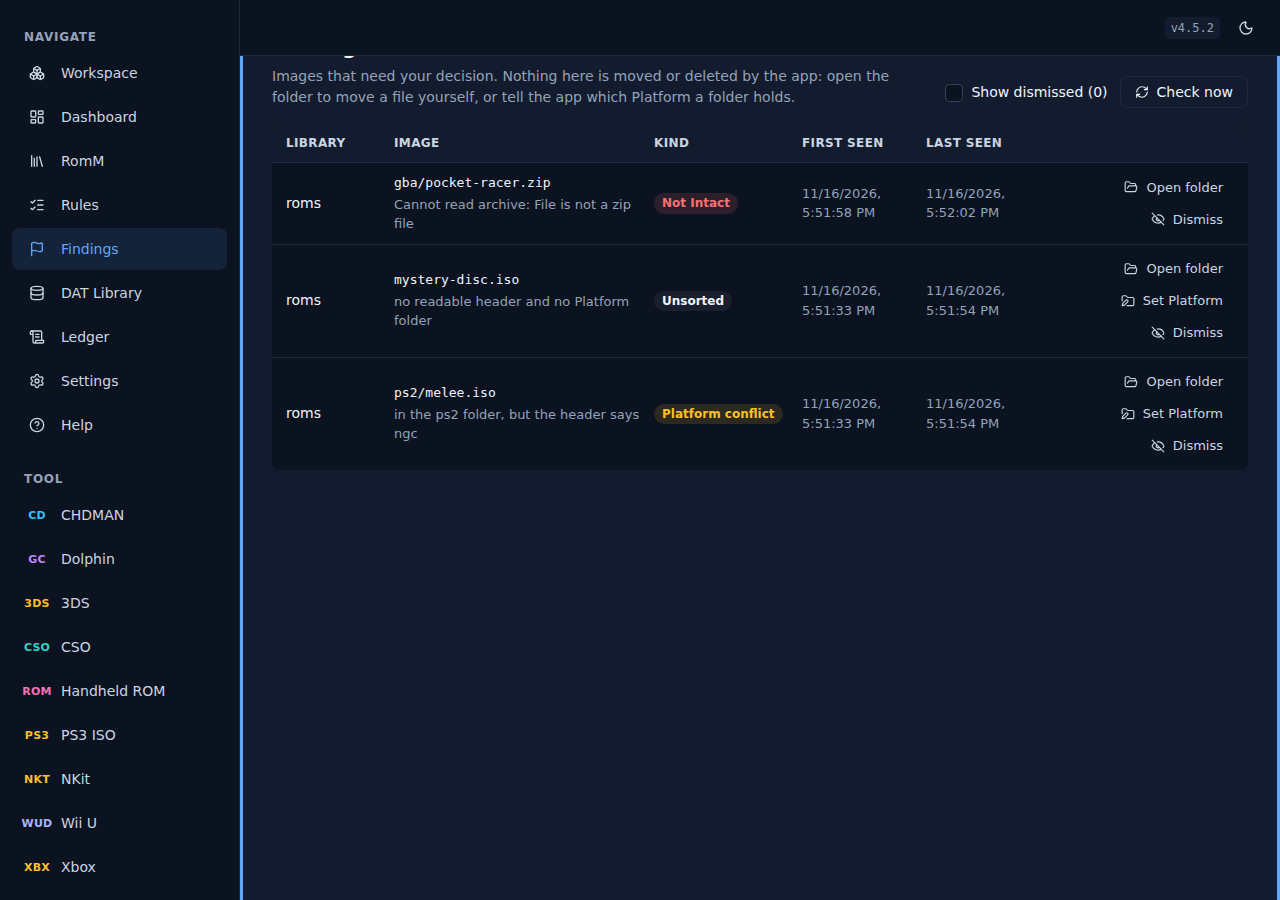 NAVIGATE
Workspace
Dashboard
RomM
Rules
Findings
DAT Library
Ledger
Settings
Help
TOOL
CD CHDMAN
GC Dolphin
3DS 3DS
CSO CSO
ROM Handheld ROM
PS3 PS3 ISO
NKT NKit
WUD Wii U
XBX Xbox
v4.5.2
Images that need your decision. Nothing here is moved or deleted by the app: open the
folder to move a file yourself, or tell the app which Platform a folder holds.
Show dismissed (0)
Check now
LIBRARY IMAGE KIND FIRST SEEN LAST SEEN
roms
gba/pocket-racer.zip
Cannot read archive: File is not a zip
file
Not Intact
11/16/2026,
5:51:58 PM
11/16/2026,
5:52:02 PM
Open folder
Dismiss
roms
mystery-disc.iso
no readable header and no Platform
folder
Unsorted
11/16/2026,
5:51:33 PM
11/16/2026,
5:51:54 PM
Open folder
Set Platform
Dismiss
roms
ps2/melee.iso
in the ps2 folder, but the header says
ngc
Platform conflict
11/16/2026,
5:51:33 PM
11/16/2026,
5:51:54 PM
Open folder
Set Platform
Dismiss